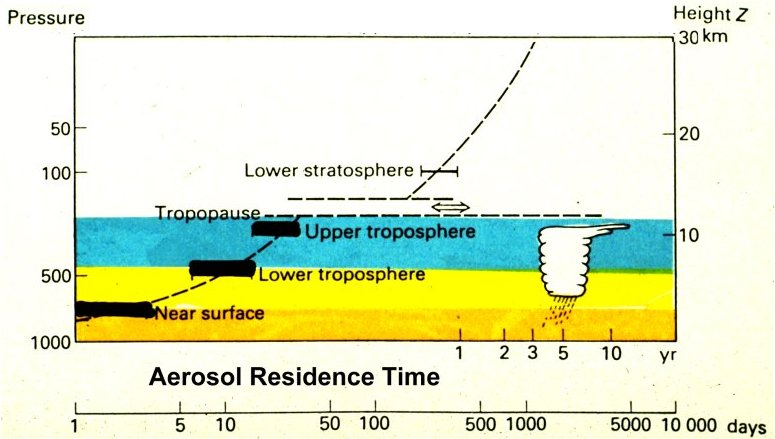 Pressure
Height Z
30 km
50
20
100
Lower stratosphere
Tropopause
Upper troposphere
10
500
Lower troposphere
Near surface
1000
1 2 3 5 10 yr
Aerosol Residence Time
1 5 10 50 100 500 1000 5000 10 000 days